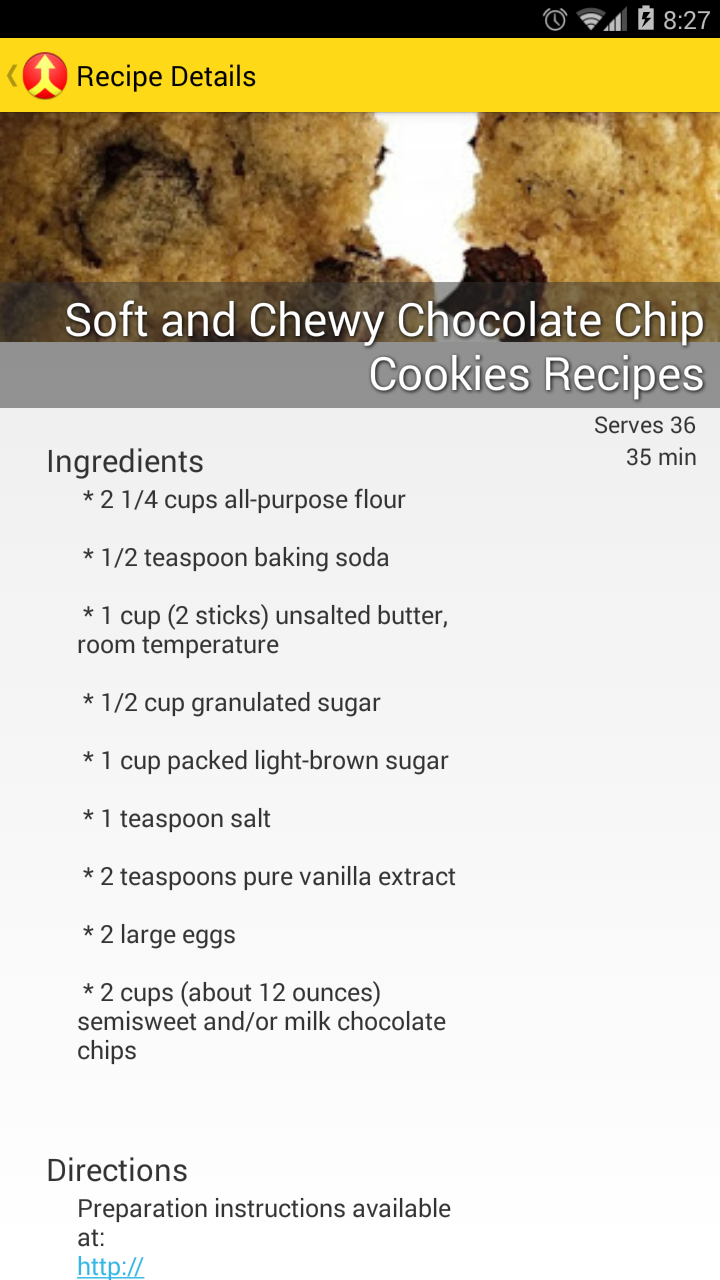 8:27
Recipe Details
Soft and Chewy Chocolate Chip
Cookies Recipes
Serves 36
35 min
Ingredients
* 2 1/4 cups all-purpose flour
* 1/2 teaspoon baking soda
* 1 cup (2 sticks) unsalted butter,
room temperature
* 1/2 cup granulated sugar
* 1 cup packed light-brown sugar
* 1 teaspoon salt
* 2 teaspoons pure vanilla extract
* 2 large eggs
* 2 cups (about 12 ounces)
semisweet and/or milk chocolate
chips
Directions
Preparation instructions available
at:
http://